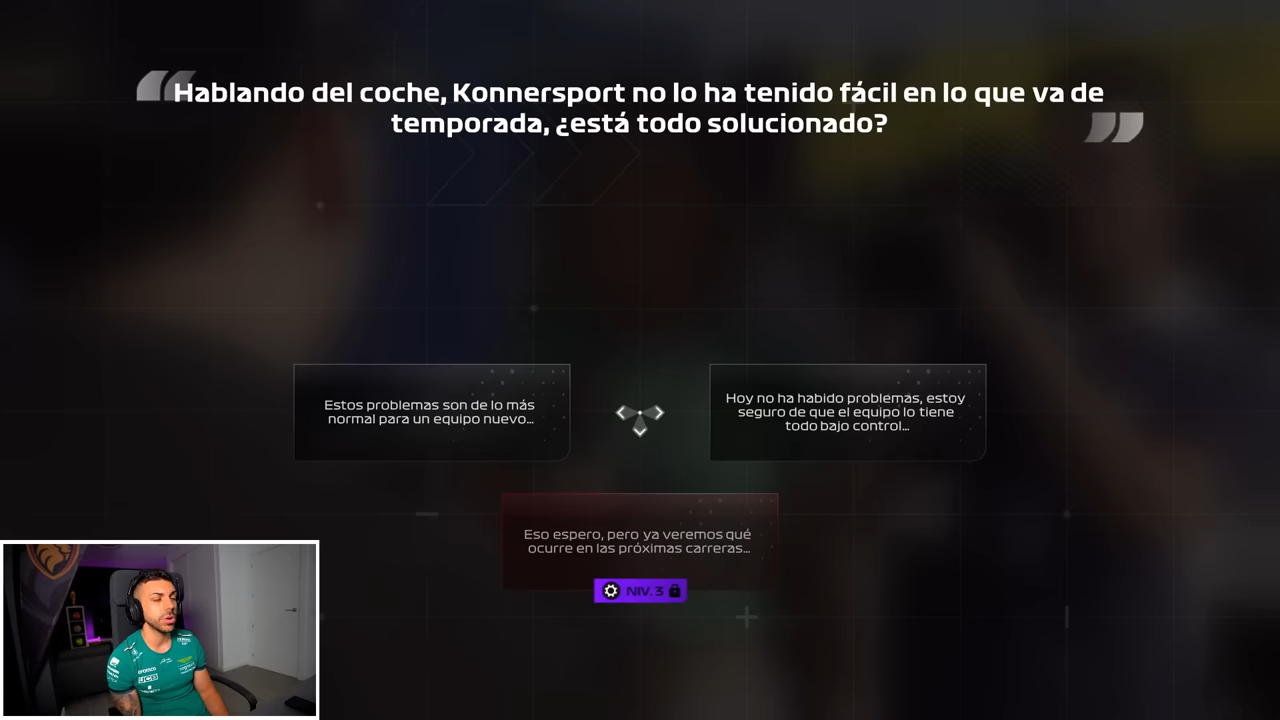 Hablando del coche, Konnersport no lo ha tenido fácil en lo que va de
temporada, ¿está todo solucionado?
Estos problemas son de lo más
normal para un equipo nuevo...
Hoy no ha habido problemas, estoy
seguro de que el equipo lo tiene
todo bajo control...
Eso espero, pero ya veremos qué
ocurre en las próximas carreras...
NIV. 3
aramco
JCB